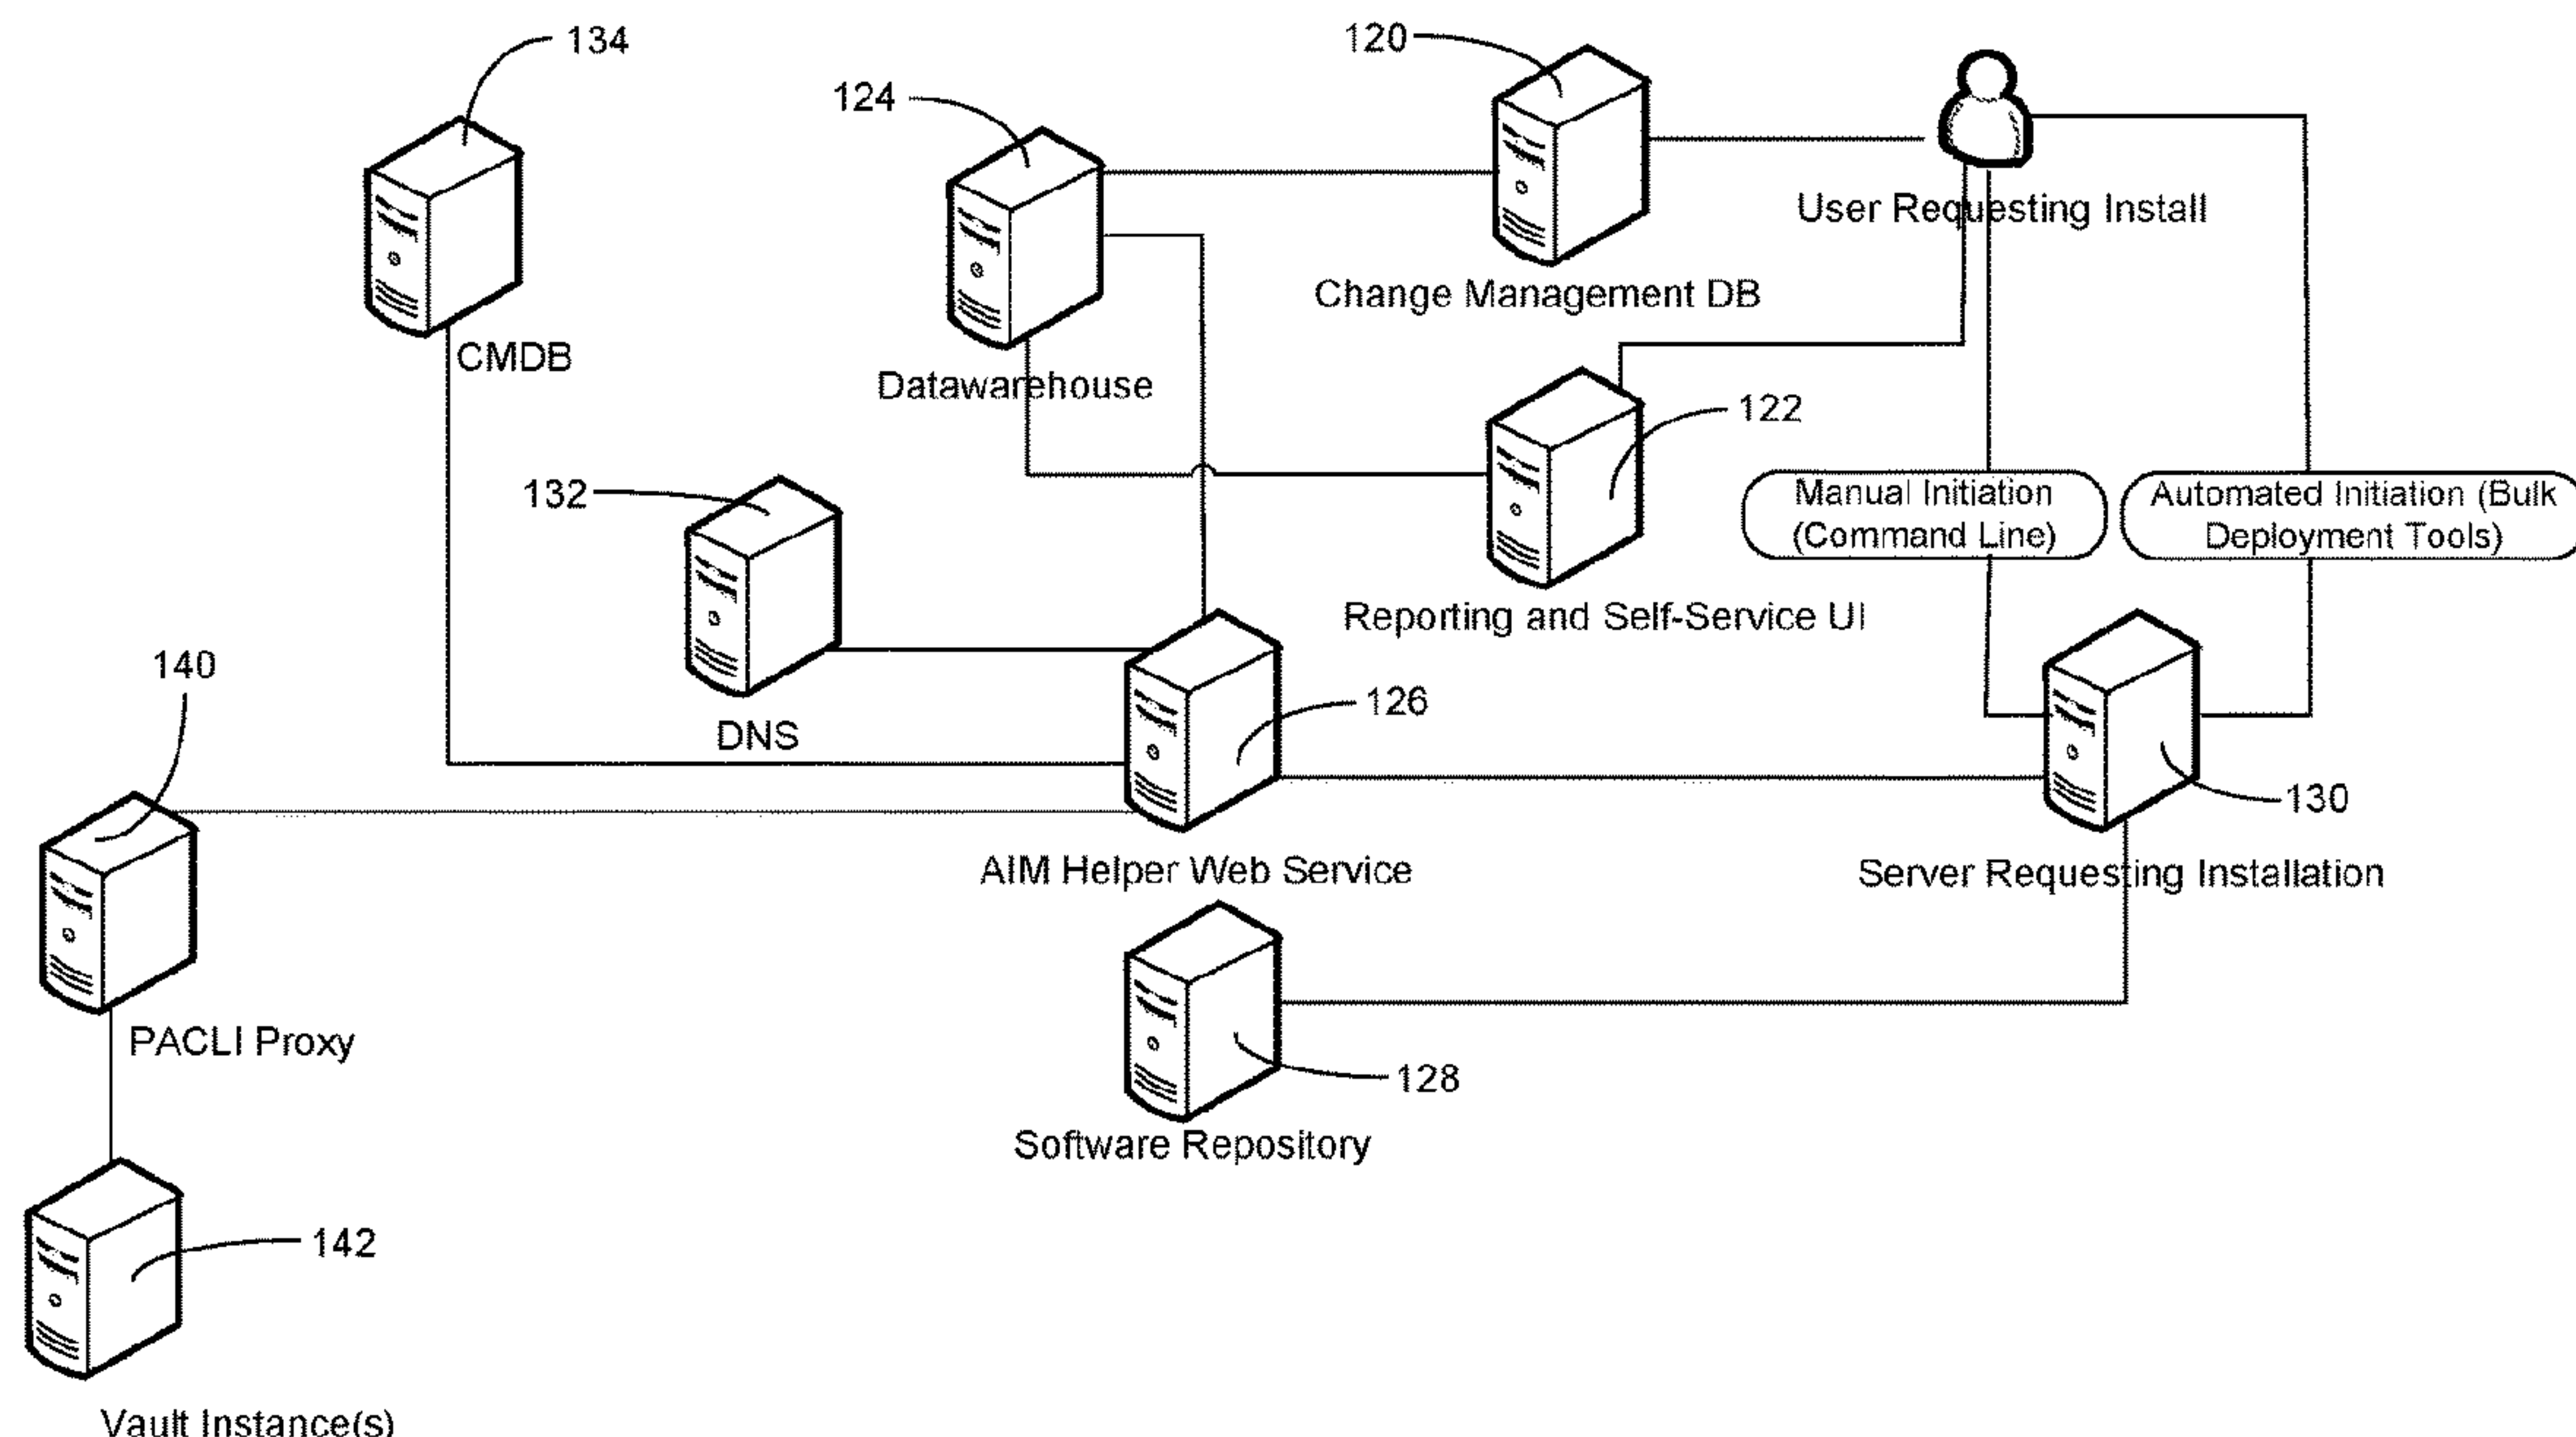 134
120
124
User Requesting Install
Change Management DB
CMDB
Datawarehouse
122
132
Manual Initiation
(Command Line)
Automated Initiation (Bulk
Deployment Tools)
Reporting and Self-Service UI
140
126
DNS
130
AIM Helper Web Service
Server Requesting Installation
PACLI Proxy
128
Software Repository
142
Vault Instance(s)